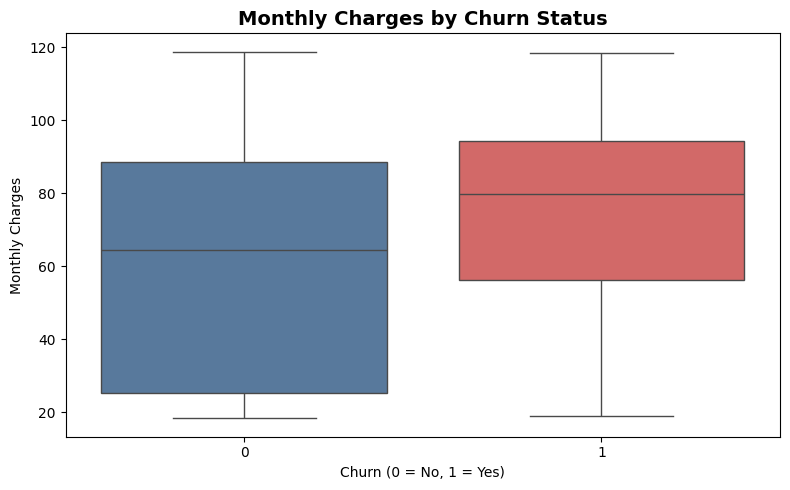 Monthly Charges by Churn Status
Monthly Charges
120
100
80
60
40
20
0
1
Churn (0 = No, 1 = Yes)